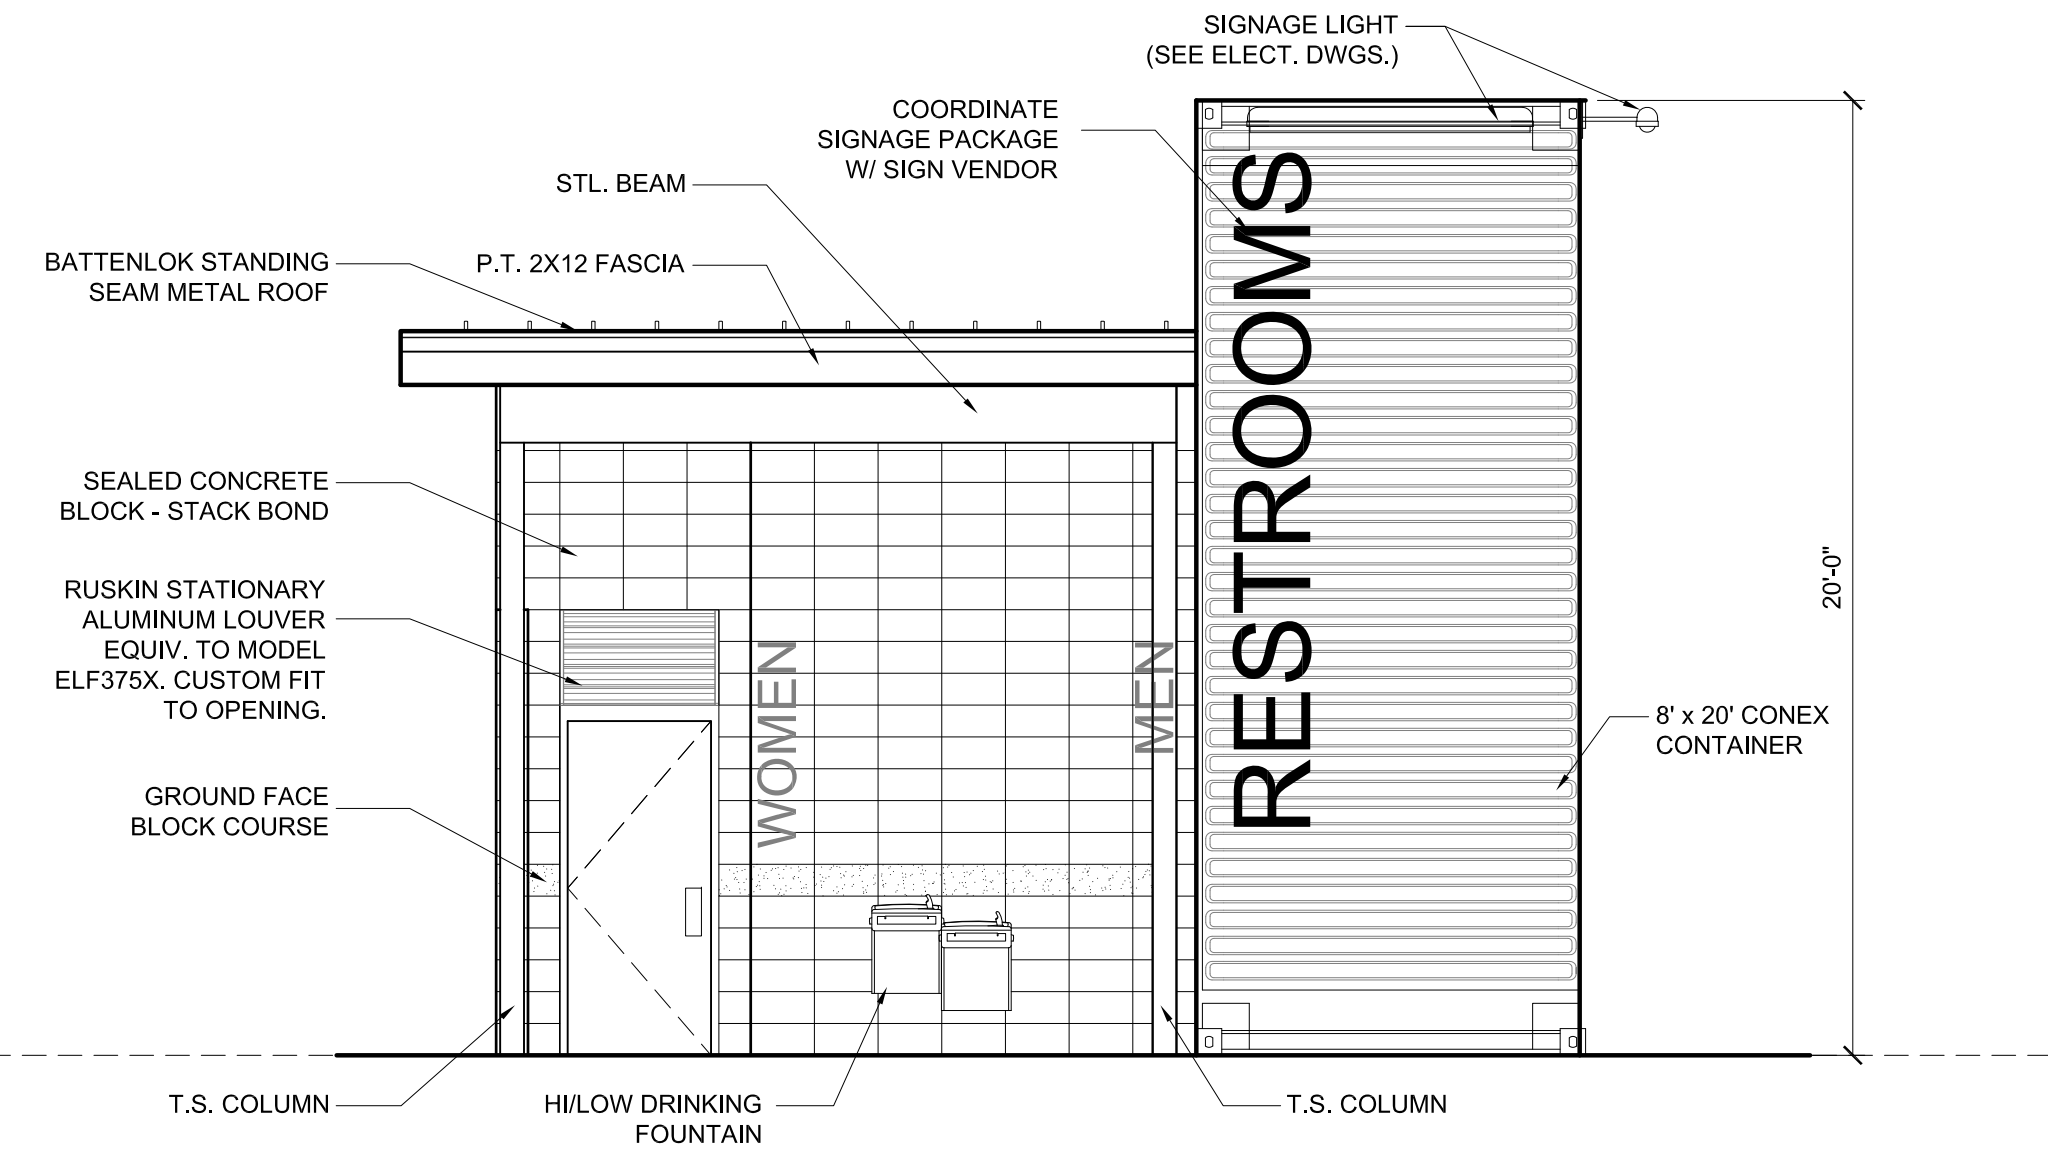 SIGNAGE LIGHT
(SEE ELECT. DWGS.)
COORDINATE
SIGNAGE PACKAGE
W/ SIGN VENDOR
STL. BEAM
P.T. 2X12 FASCIA
BATTENLOK STANDING
SEAM METAL ROOF
SEALED CONCRETE
BLOCK - STACK BOND
RUSKIN STATIONARY
ALUMINUM LOUVER
EQUIV. TO MODEL
ELF375X. CUSTOM FIT
TO OPENING.
GROUND FACE
BLOCK COURSE
WOMEN
MEN
RESTROOMS
20'-0"
8' x 20' CONEX
CONTAINER
T.S. COLUMN
HI/LOW DRINKING
FOUNTAIN
T.S. COLUMN